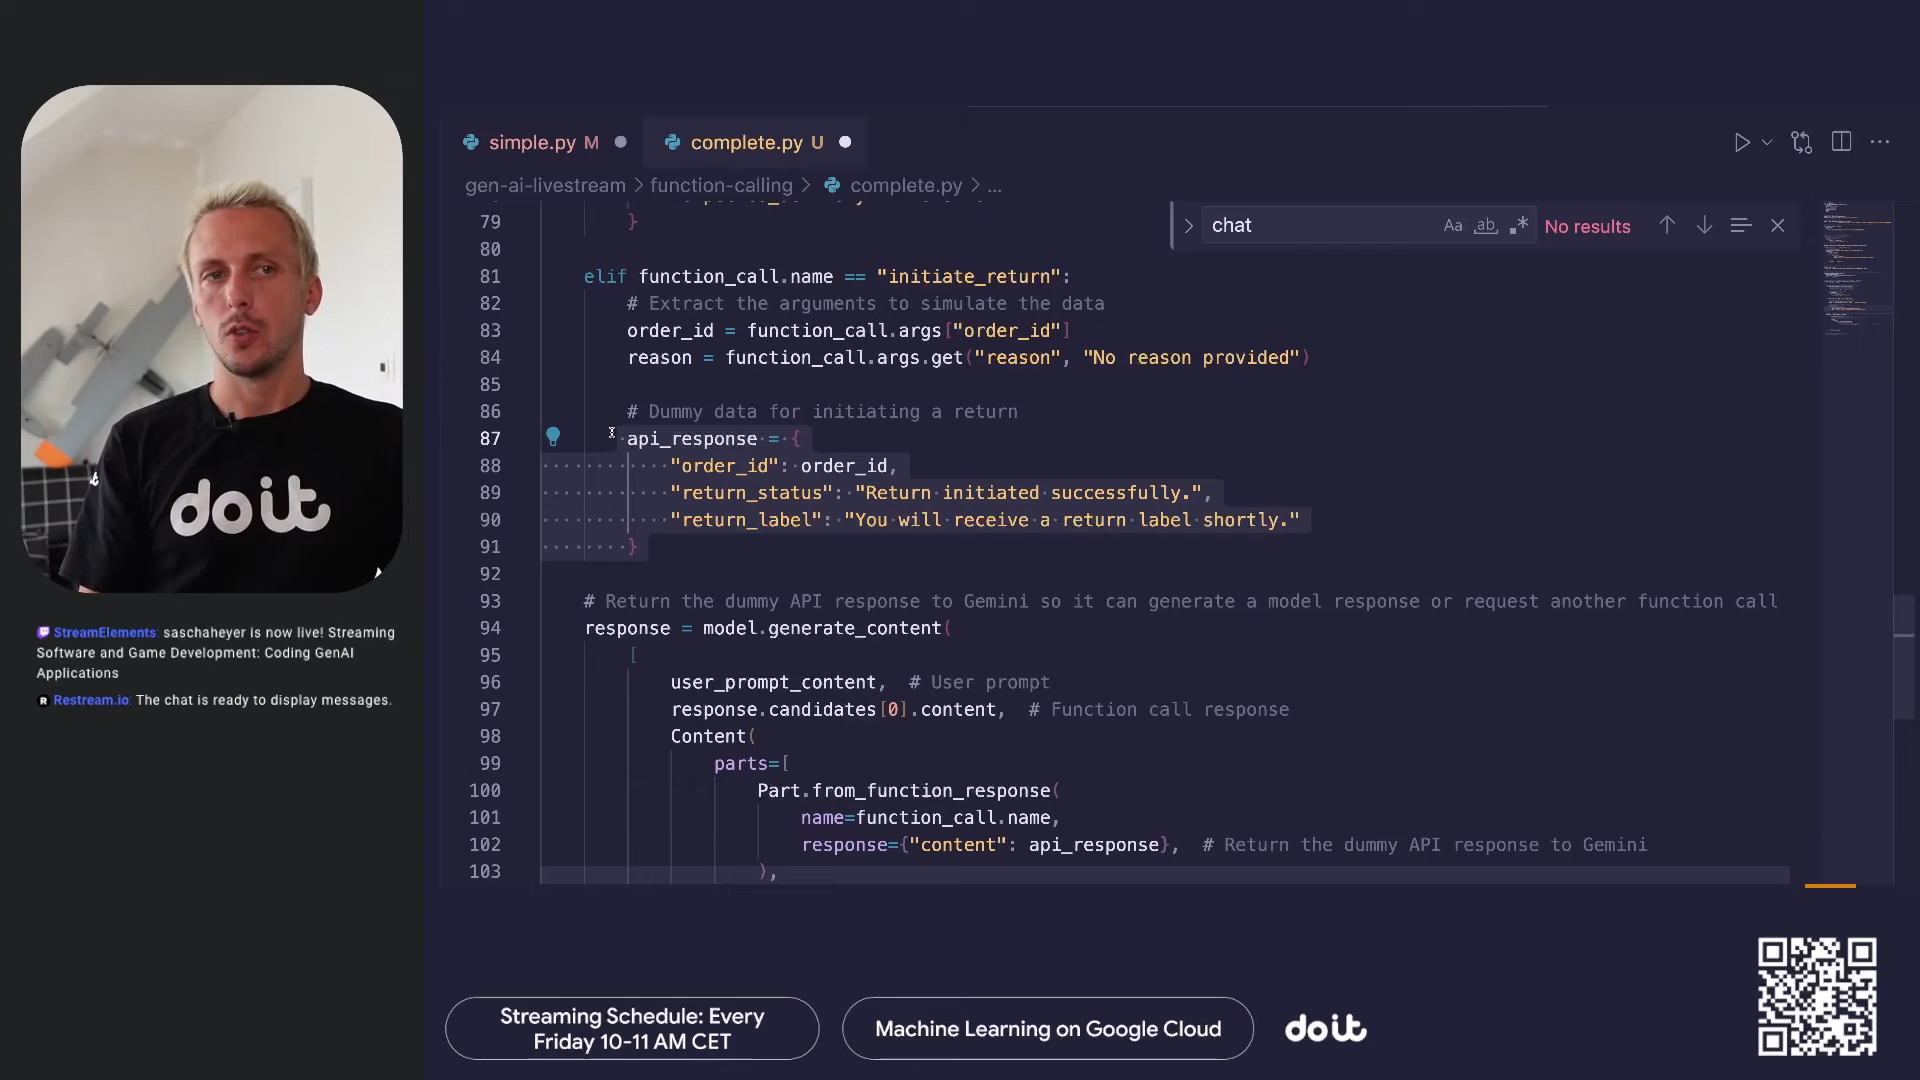 simple.py M
complete.py U
gen-ai-livestream > function-calling > complete.py > ...
chat
Aa ab .* No results
79 }
80
81 elif function_call.name == "initiate_return":
82 # Extract the arguments to simulate the data
83 order_id = function_call.args["order_id"]
84 reason = function_call.args.get("reason", "No reason provided")
85
86 # Dummy data for initiating a return
87 api_response = {
88 "order_id": order_id,
89 "return_status": "Return initiated successfully.",
90 "return_label": "You will receive a return label shortly."
91 }
92
93 # Return the dummy API response to Gemini so it can generate a model response or request another function call
94 response = model.generate_content(
95 [
96 user_prompt_content, # User prompt
97 response.candidates[0].content, # Function call response
98 Content(
99 parts=[
100 Part.from_function_response(
101 name=function_call.name,
102 response={"content": api_response}, # Return the dummy API response to Gemini
103 ),
doit
StreamElements: saschaheyer is now live! Streaming
Software and Game Development: Coding GenAI
Applications
Restream.io: The chat is ready to display messages.
Streaming Schedule: Every
Friday 10-11 AM CET
Machine Learning on Google Cloud
doit